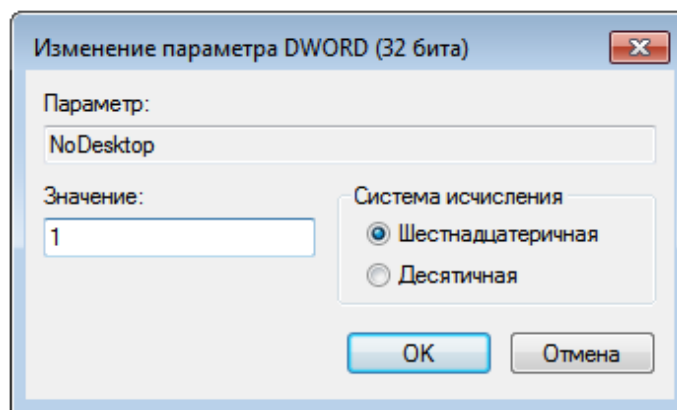 Изменение параметра DWORD (32 бита)
Параметр:
NoDesktop
Значение:
1
Система исчисления
Шестнадцатеричная
Десятичная
OK
Отмена